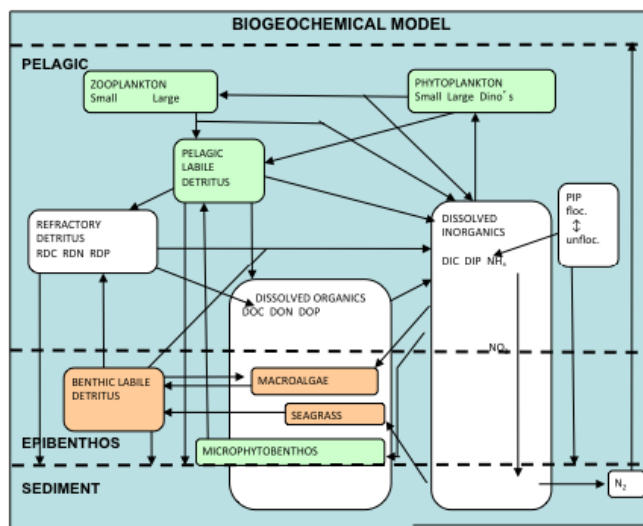 BIOGEOCHEMICAL MODEL
PELAGIC
ZOOPLANKTON
Small Large
PHYTOPLANKTON
Small Large Dino's
PELAGIC
LABILE
DETRITUS
PIP
floc.
↕
unfloc.
REFRACTORY
DETRITUS
RDC RDN RDP
DISSOLVED
INORGANICS
DIC DIP NH₄
DISSOLVED ORGANICS
DOC DON DOP
NO₃
BENTHIC LABILE
DETRITUS
MACROALGAE
SEAGRASS
EPIBENTHOS
MICROPHYTOBENTHOS
SEDIMENT
N₂